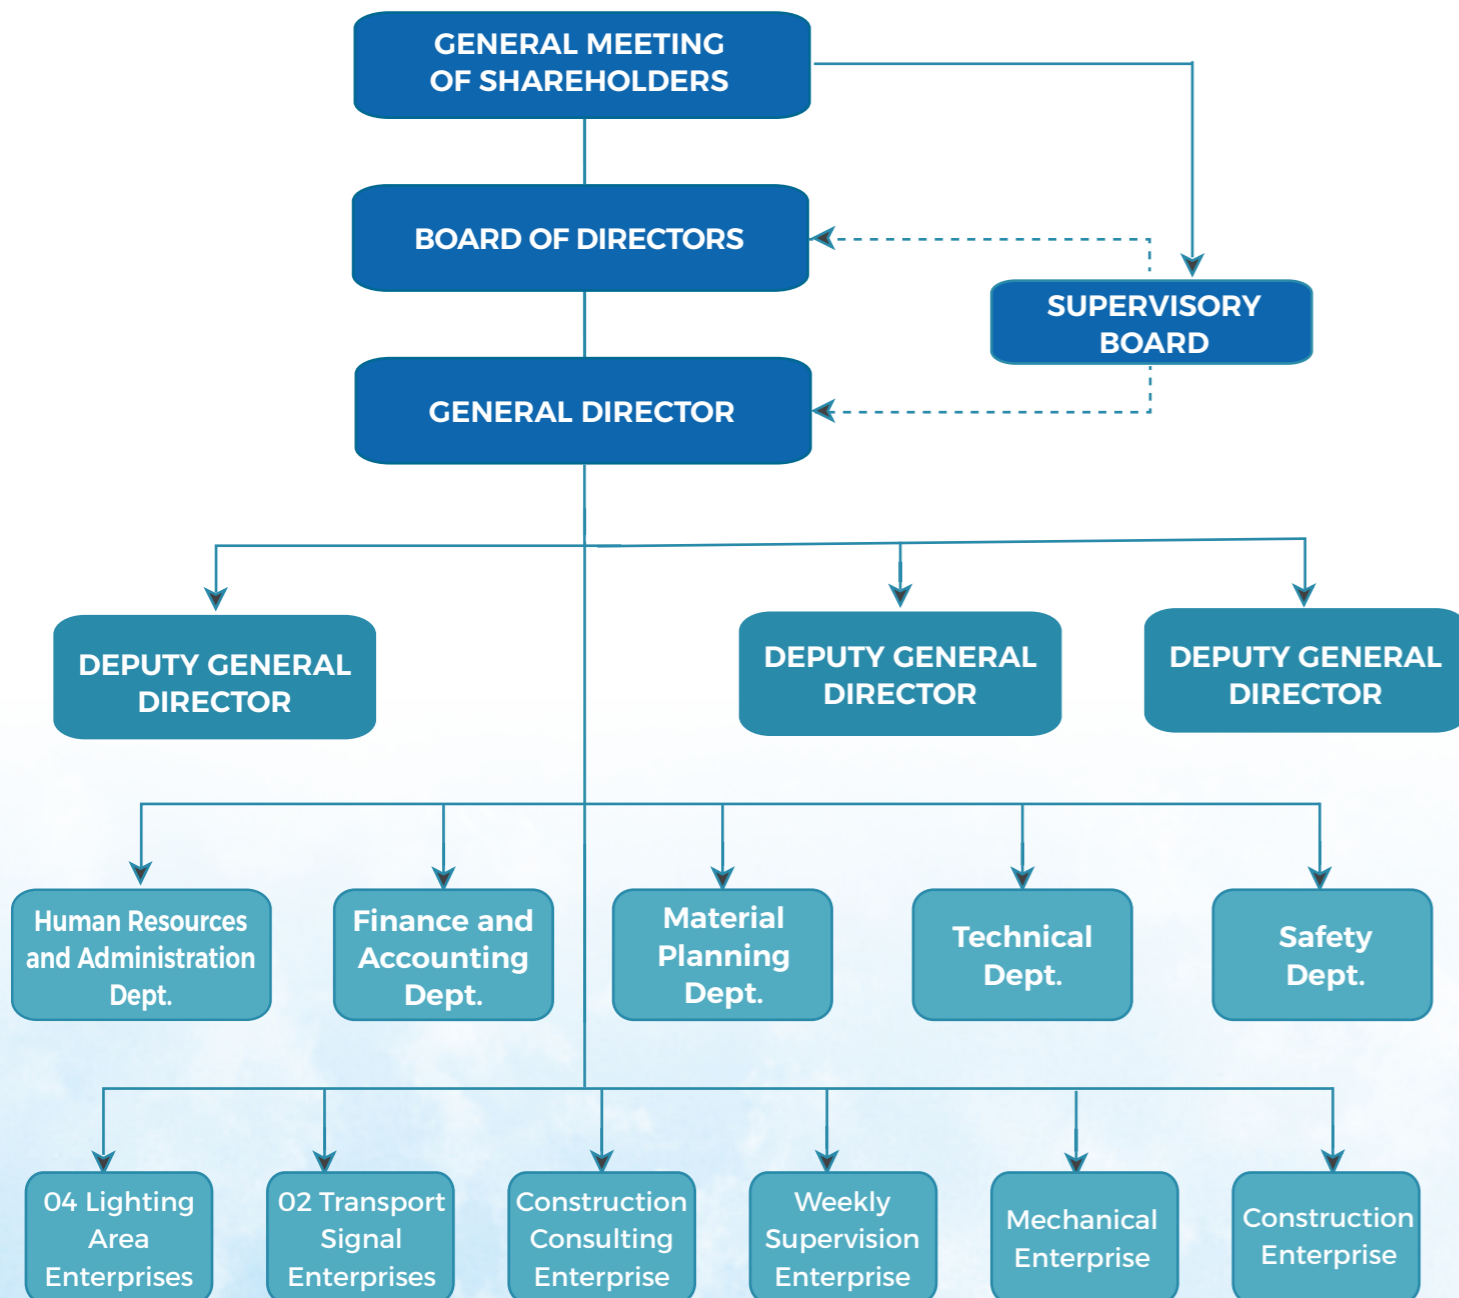 GENERAL MEETING
OF SHAREHOLDERS
BOARD OF DIRECTORS
SUPERVISORY
BOARD
GENERAL DIRECTOR
DEPUTY GENERAL
DIRECTOR
DEPUTY GENERAL
DIRECTOR
DEPUTY GENERAL
DIRECTOR
Human Resources
and Administration
Dept.
Finance and
Accounting
Dept.
Material
Planning
Dept.
Technical
Dept.
Safety
Dept.
04 Lighting
Area
Enterprises
02 Transport
Signal
Enterprises
Construction
Consulting
Enterprise
Weekly
Supervision
Enterprise
Mechanical
Enterprise
Construction
Enterprise